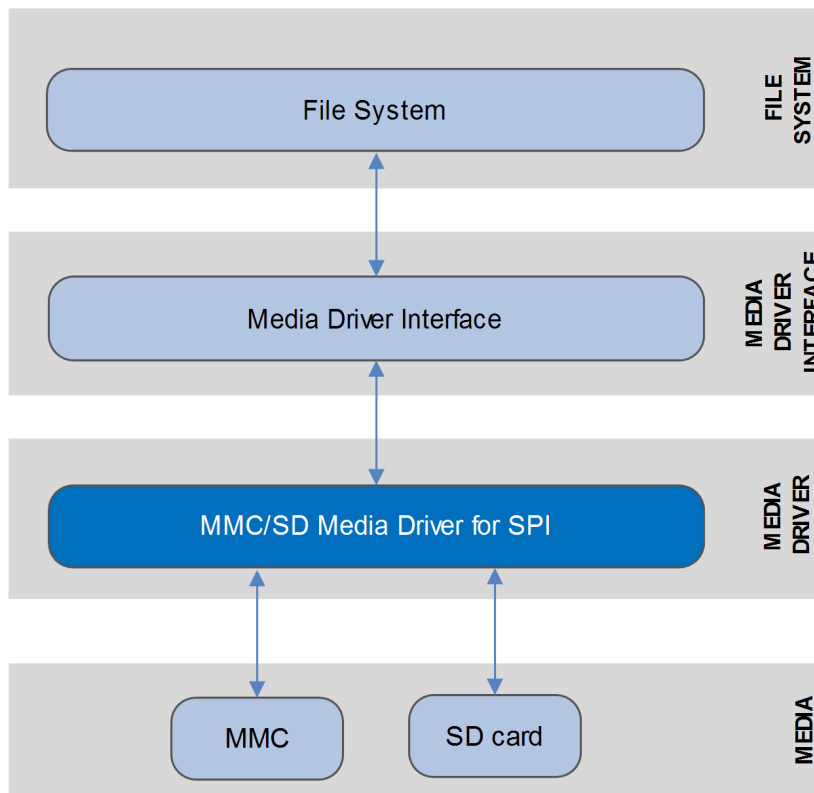 File System
FILE
SYSTEM
Media Driver Interface
MEDIA
DRIVER
INTERFACE
MMC/SD Media Driver for SPI
MEDIA
DRIVER
MMC
SD card
MEDIA